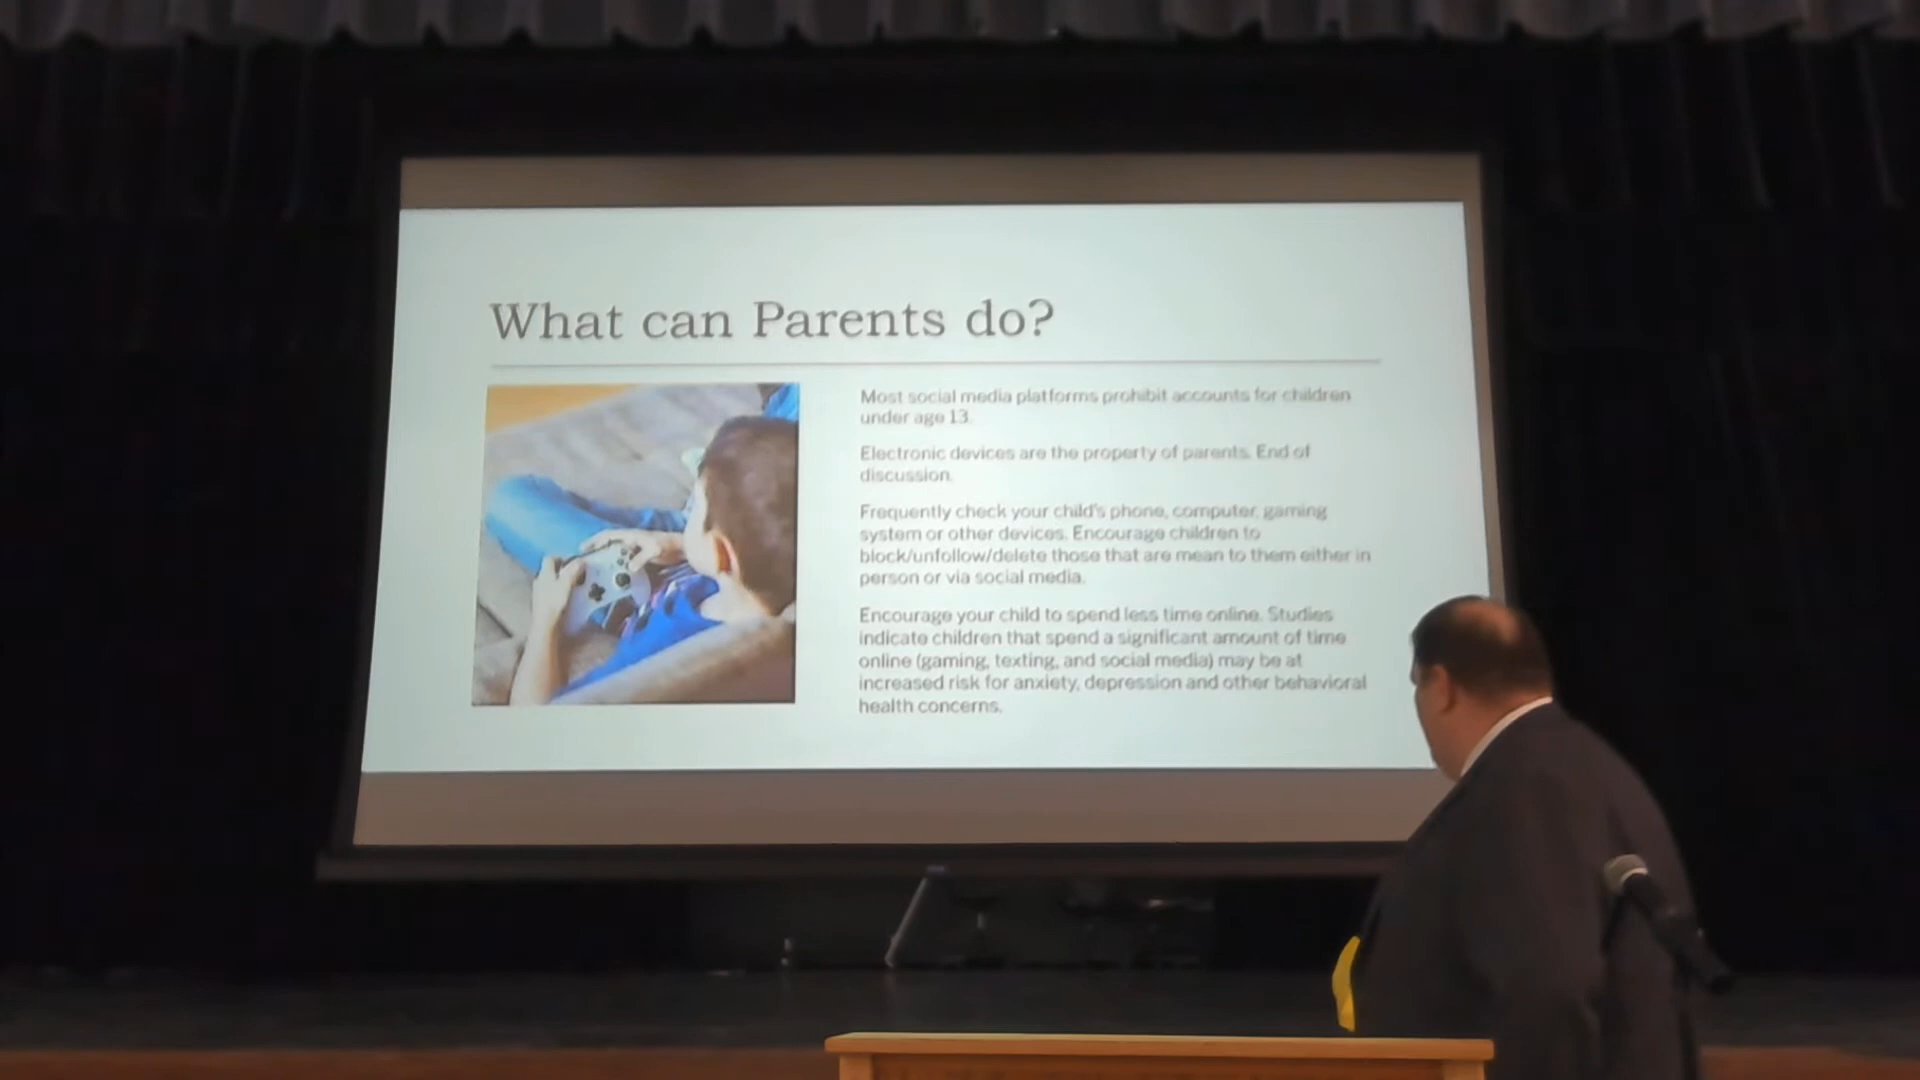 What can Parents do?
Most social media platforms prohibit accounts for children
under age 13.
Electronic devices are the property of parents. End of
discussion.
Frequently check your child's phone, computer, gaming
system or other devices. Encourage children to
block/unfollow/delete those that are mean to them either in
person or via social media.
Encourage your child to spend less time online. Studies
indicate children that spend a significant amount of time
online (gaming, texting, and social media) may be at
increased risk for anxiety, depression and other behavioral
health concerns.